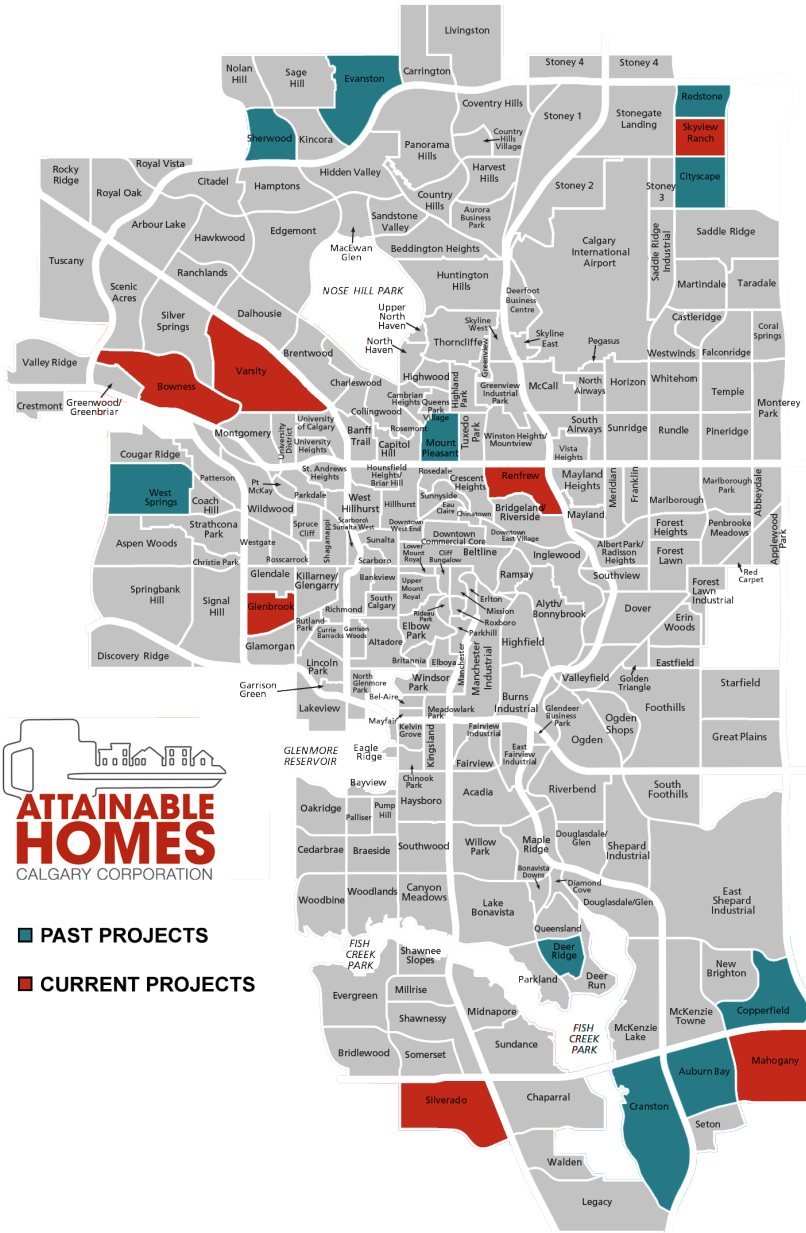 Livingston
Stoney 4
Stoney 4
Nolan
Hill
Sage
Hill
Evanston
Carrington
Coventry Hills
Stoney 1
Stonegate
Landing
Redstone
Skyview
Ranch
Sherwood
Kincora
Country
Hills
Village
Panorama
Hills
Royal Vista
Rocky
Ridge
Royal Oak
Citadel
Hamptons
Hidden Valley
Harvest
Hills
Country
Hills
Stoney 2
Stoney
3
Cityscape
Arbour Lake
Hawkwood
Edgemont
MacEwan
Glen
Sandstone
Valley
Aurora
Business
Park
Beddington Heights
Calgary
International
Airport
Saddle Ridge
Industrial
Saddle Ridge
Tuscany
Scenic
Acres
Ranchlands
NOSE HILL PARK
Huntington
Hills
Deerfoot
Business
Centre
Martindale
Taradale
Silver
Springs
Dalhousie
Upper
North
Haven
North
Haven
Thorncliffe
Skyline
West
Greenview
Skyline
East
Pegasus
Castleridge
Coral
Springs
Westwinds
Falconridge
Valley Ridge
Crestmont
Greenwood/
Greenbriar
Bowness
Varsity
Brentwood
Charleswood
Collingwood
Highwood
Cambrian
Heights
Queens
Park
Village
Highland
Park
Greenview
Industrial
Park
McCall
North
Airways
Horizon
Whitehorn
Temple
Monterey
Park
Montgomery
University
District
University
of Calgary
University
Heights
Banff
Trail
Capitol
Hill
Rosemont
Mount
Pleasant
Tuxedo
Park
Winston Heights/
Mountview
South
Airways
Vista
Heights
Sunridge
Rundle
Pineridge
Cougar Ridge
West
Springs
Patterson
Coach
Hill
Pt
McKay
Parkdale
St. Andrews
Heights
Hounsfield
Heights/
Briar Hill
Rosedale
Crescent
Heights
Renfrew
Mayland
Heights
Meridian
Franklin
Marlborough
Marlborough
Park
Abbeydale
Applewood
Park
Strathcona
Park
Wildwood
Spruce
Cliff
Shaganappi
West
Hillhurst
Hillhurst
Sunnyside
Eau
Claire
Chinatown
Bridgeland/
Riverside
Mayland
Forest
Heights
Penbrooke
Meadows
Aspen Woods
Christie Park
Westgate
Rosscarrock
Scarboro/
Sunalta West
Sunalta
Scarboro
Downtown
West End
Downtown
Commercial Core
Downtown
East Village
Lower
Mount
Royal
Cliff
Bungalow
Beltline
Inglewood
Albert Park/
Radisson
Heights
Forest
Lawn
Red
Carpet
Springbank
Hill
Signal
Hill
Glendale
Killarney/
Glengarry
Bankview
Upper
Mount
Royal
Erlton
Mission
Roxboro
Parkhill
Ramsay
Southview
Forest
Lawn
Industrial
Glenbrook
Glamorgan
Rutland
Park
Richmond
Currie
Barracks
Garrison
Woods
South
Calgary
Altadore
Rideau
Park
Elbow
Park
Alyth/
Bonnybrook
Highfield
Dover
Erin
Woods
Discovery Ridge
Lincoln
Park
Garrison
Green
Lakeview
North
Glenmore
Park
Britannia
Elboya
Windsor
Park
Bel-Aire
Mayfair
Manchester
Manchester
Industrial
Burns
Industrial
Valleyfield
Golden
Triangle
Eastfield
Starfield
Meadowlark
Park
Kelvin
Grove
Kingsland
Fairview
Industrial
Glendeer
Business
Park
Ogden
Ogden
Shops
Foothills
Great Plains
GLENMORE
RESERVOIR
Eagle
Ridge
Chinook
Park
Fairview
East
Fairview
Industrial
Bayview
Oakridge
Palliser
Pump
Hill
Haysboro
Acadia
Riverbend
South
Foothills
Cedarbrae
Braeside
Southwood
Willow
Park
Maple
Ridge
Douglasdale/
Glen
Shepard
Industrial
Bonavista
Downs
Diamond
Cove
Woodbine
Woodlands
Canyon
Meadows
Lake
Bonavista
Douglasdale/Glen
East
Shepard
Industrial
Queensland
FISH
CREEK
PARK
Shawnee
Slopes
Deer
Ridge
Parkland
Deer
Run
New
Brighton
Evergreen
Millrise
Shawnessy
Midnapore
FISH
CREEK
PARK
McKenzie
Lake
McKenzie
Towne
Copperfield
Bridlewood
Somerset
Sundance
Silverado
Chaparral
Cranston
Auburn Bay
Mahogany
Seton
Walden
Legacy
ATTAINABLE
HOMES
CALGARY CORPORATION
PAST PROJECTS
CURRENT PROJECTS